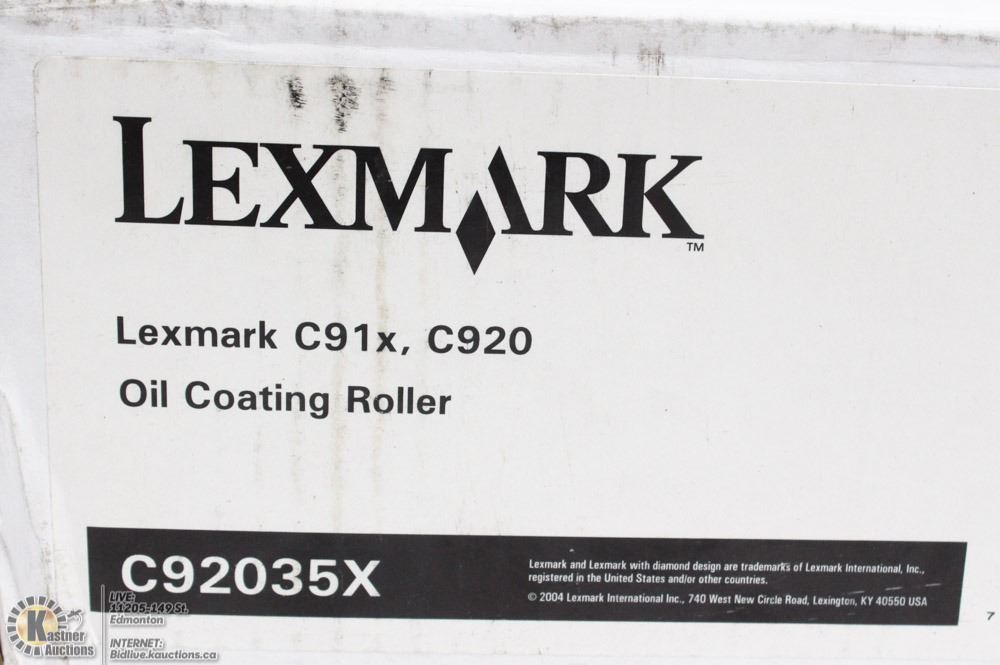 LEXMARK
TM
Lexmark C91x, C920
Oil Coating Roller
C92035X
Lexmark and Lexmark with diamond design are trademarks of Lexmark International, Inc.,
registered in the United States and/or other countries.
© 2004 Lexmark International Inc., 740 West New Circle Road, Lexington, KY 40550 USA
7
K
Kastner
Auctions
LIVE:
11205-149 St.
Edmonton
INTERNET:
Bidlive.kauctions.ca